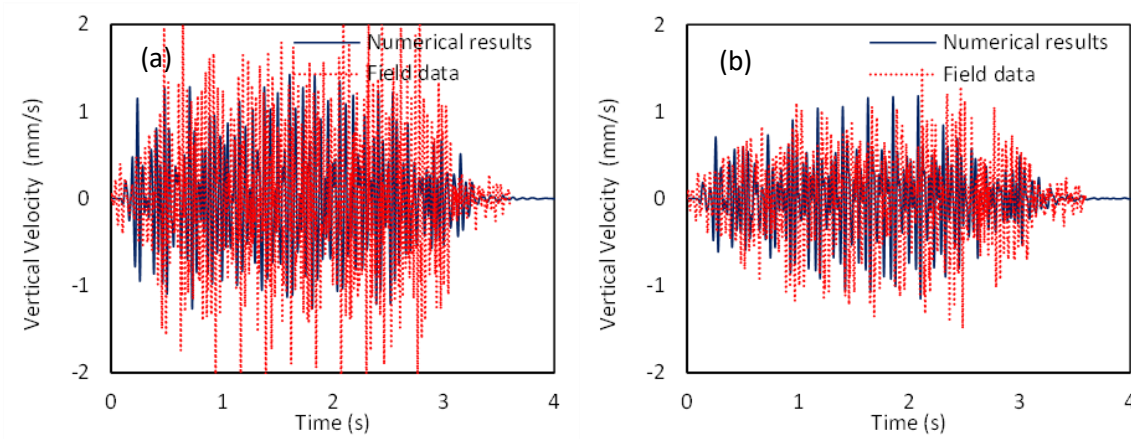 (a)
Numerical results
Field data
Vertical Velocity (mm/s)
2
1
0
-1
-2
0 1 2 3 4
Time (s)
(b)
Numerical results
Field data
Vertical Velocity (mm/s)
2
1
0
-1
-2
0 1 2 3 4
Time (s)